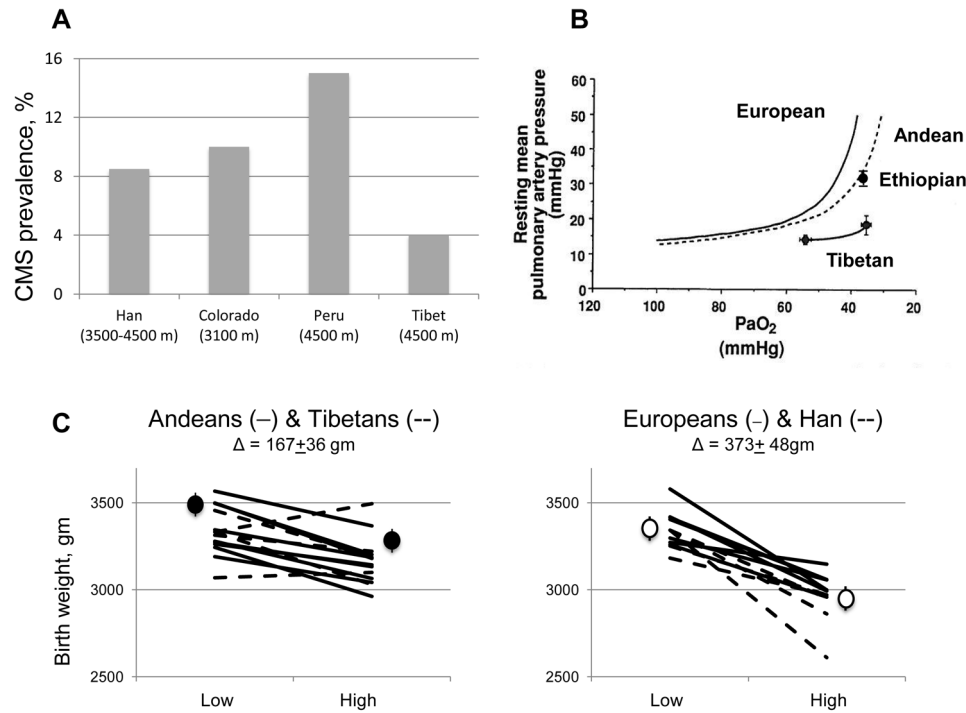 A
CMS prevalence, %
16
12
8
4
0
Han
(3500-4500 m)
Colorado
(3100 m)
Peru
(4500 m)
Tibet
(4500 m)
B
Resting mean
pulmonary artery pressure
(mmHg)
60
50
40
30
20
10
0
European
Andean
Ethiopian
Tibetan
120
100
80
60
40
20
PaO2
(mmHg)
C
Andeans (–) & Tibetans (--)
Δ = 167+36 gm
Birth weight, gm
3500
3000
2500
Low
High
Europeans (–) & Han (--)
Δ = 373+ 48gm
3500
3000
2500
Low
High